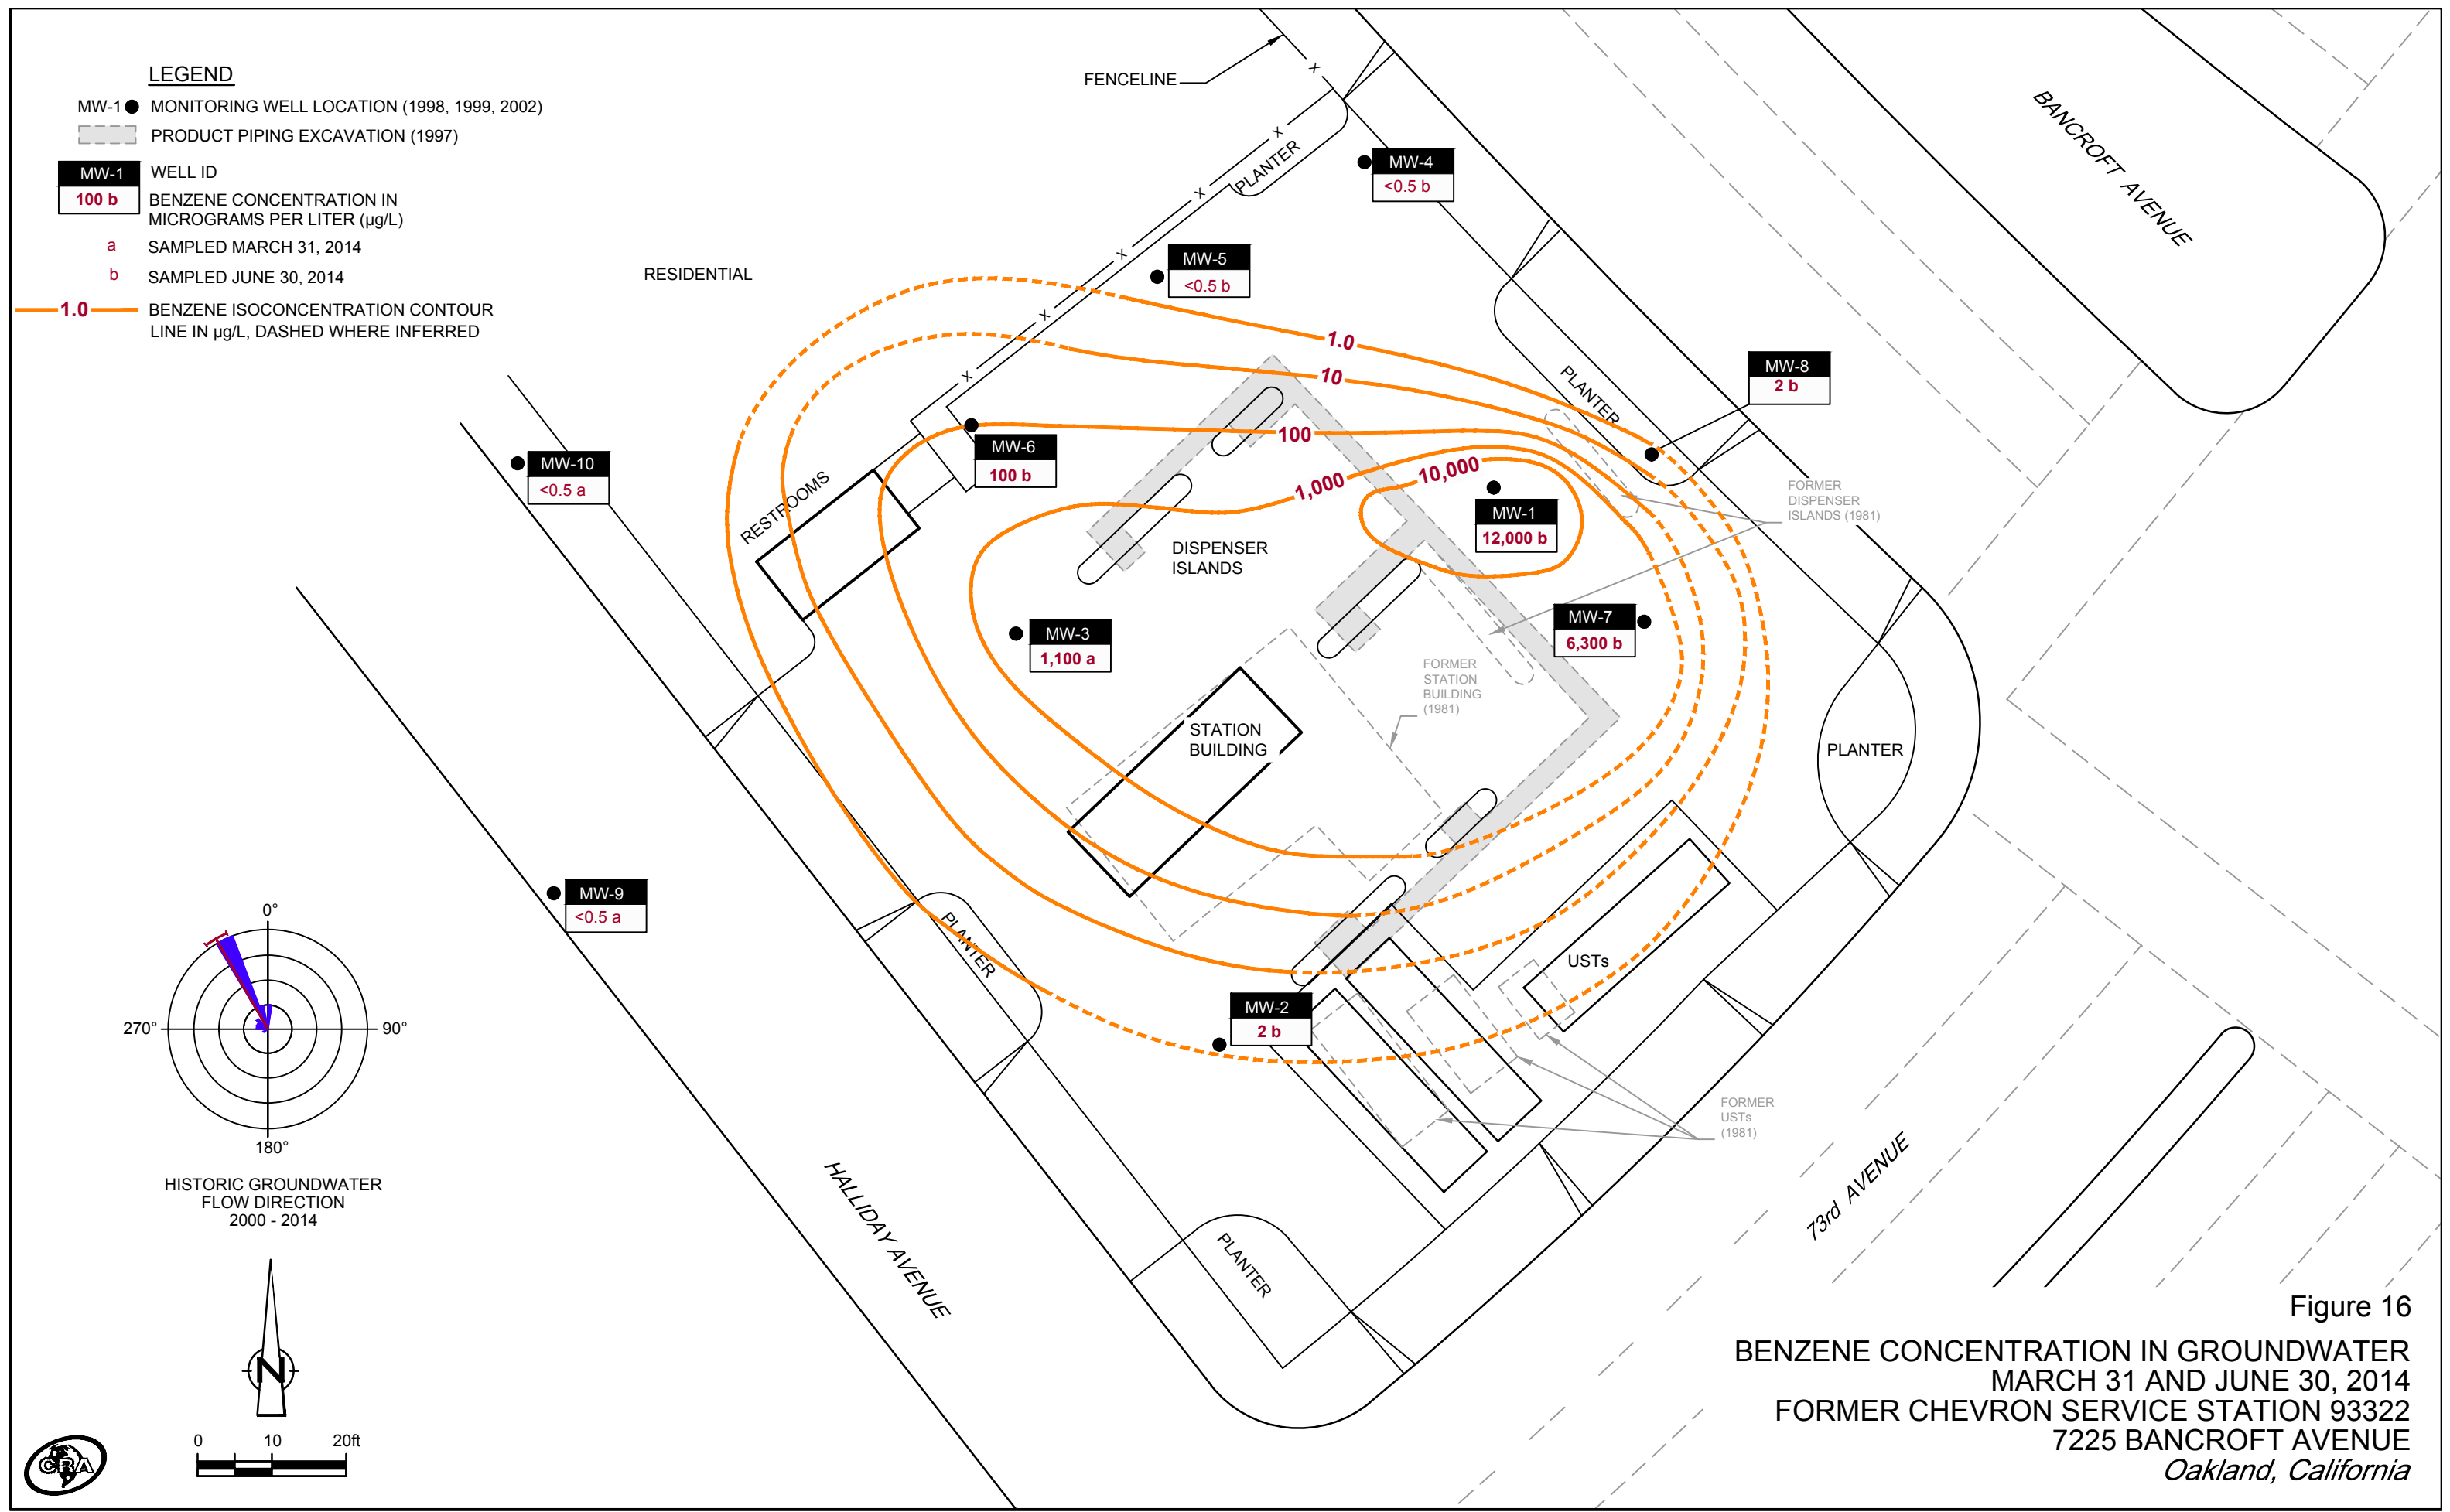 LEGEND
MW-1 MONITORING WELL LOCATION (1998, 1999, 2002)
PRODUCT PIPING EXCAVATION (1997)
MW-1 WELL ID
100 b BENZENE CONCENTRATION IN
MICROGRAMS PER LITER (µg/L)
a SAMPLED MARCH 31, 2014
b SAMPLED JUNE 30, 2014
1.0 BENZENE ISOCONCENTRATION CONTOUR
LINE IN µg/L, DASHED WHERE INFERRED
FENCELINE
X
X
X
X
X
X
PLANTER
MW-4
<0.5 b
BANCROFT AVENUE
RESIDENTIAL
MW-5
<0.5 b
1.0
10
100
1,000
10,000
PLANTER
MW-8
2 b
MW-6
100 b
MW-10
<0.5 a
RESTROOMS
FORMER
DISPENSER
ISLANDS (1981)
MW-1
12,000 b
DISPENSER
ISLANDS
MW-7
6,300 b
MW-3
1,100 a
FORMER
STATION
BUILDING
(1981)
STATION
BUILDING
PLANTER
MW-9
<0.5 a
PLANTER
USTs
MW-2
2 b
FORMER
USTs
(1981)
73rd AVENUE
HALLIDAY AVENUE
PLANTER
0°
270°
90°
180°
HISTORIC GROUNDWATER
FLOW DIRECTION
2000 - 2014
N
0 10 20ft
CRA
Figure 16
BENZENE CONCENTRATION IN GROUNDWATER
MARCH 31 AND JUNE 30, 2014
FORMER CHEVRON SERVICE STATION 93322
7225 BANCROFT AVENUE
Oakland, California